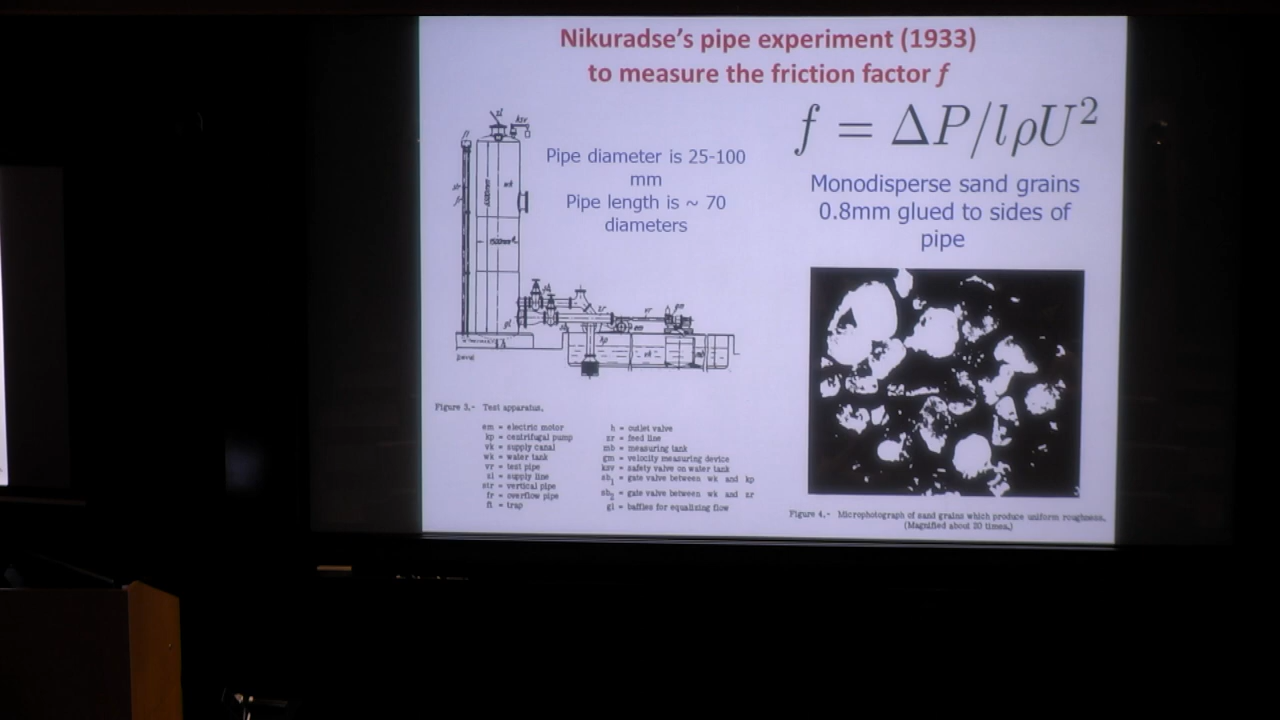 Nikuradse's pipe experiment (1933)
to measure the friction factor f
f = ΔP/lρU²
Pipe diameter is 25-100
mm
Pipe length is ~ 70
diameters
Monodisperse sand grains
0.8mm glued to sides of
pipe
Figure 3.- Test apparatus.
em = electric motor
kp = centrifugal pump
vk = supply canal
wk = water tank
vr = test pipe
zl = supply line
str = vertical pipe
fr = overflow pipe
ft = trap
h = outlet valve
zr = feed line
mb = measuring tank
gm = velocity measuring device
ksv = safety valve on water tank
sb₁ = gate valve between wk and kp
sb₂ = gate valve between wk and zr
gl = baffles for equalizing flow
Figure 4.- Microphotograph of sand grains which produce uniform roughness.
(Magnified about 20 times.)